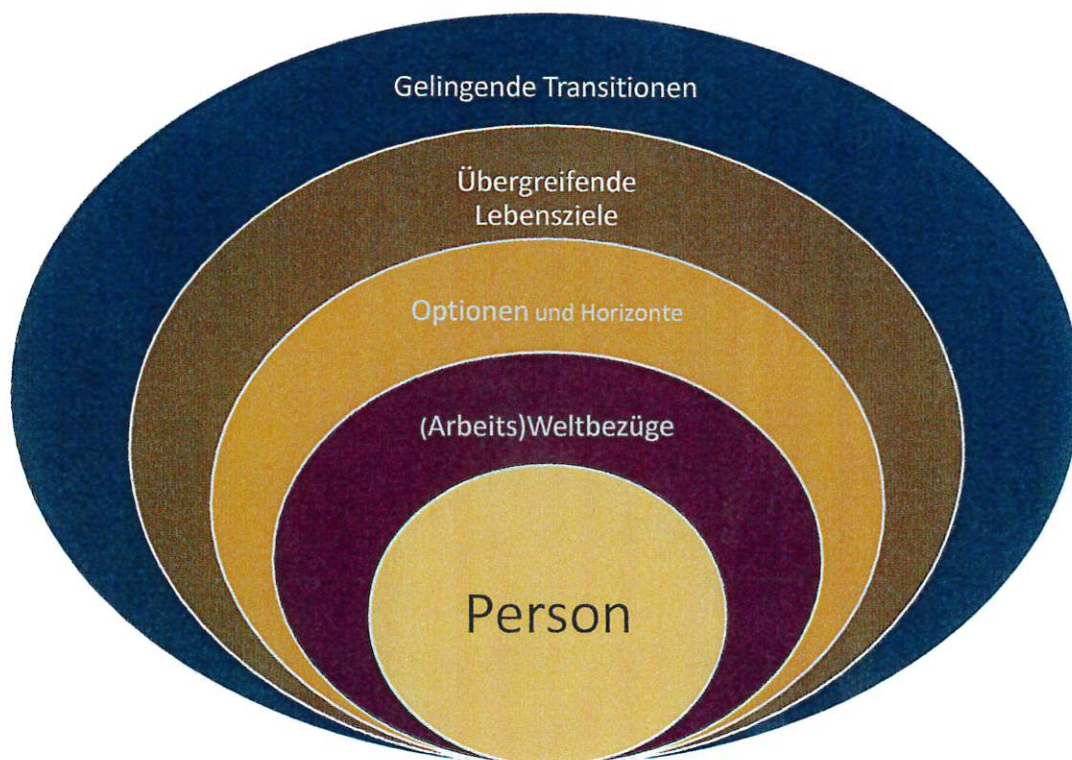 Gelingende Transitionen
Übergreifende
Lebensziele
Optionen und Horizonte
(Arbeits)Weltbezüge
Person